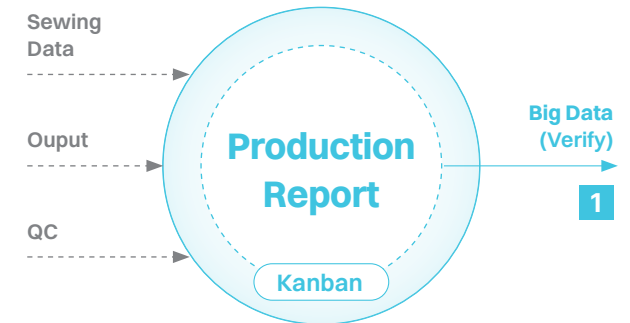 Sewing
Data
Ouput
QC
Production
Report
Kanban
Big Data
(Verify)
1